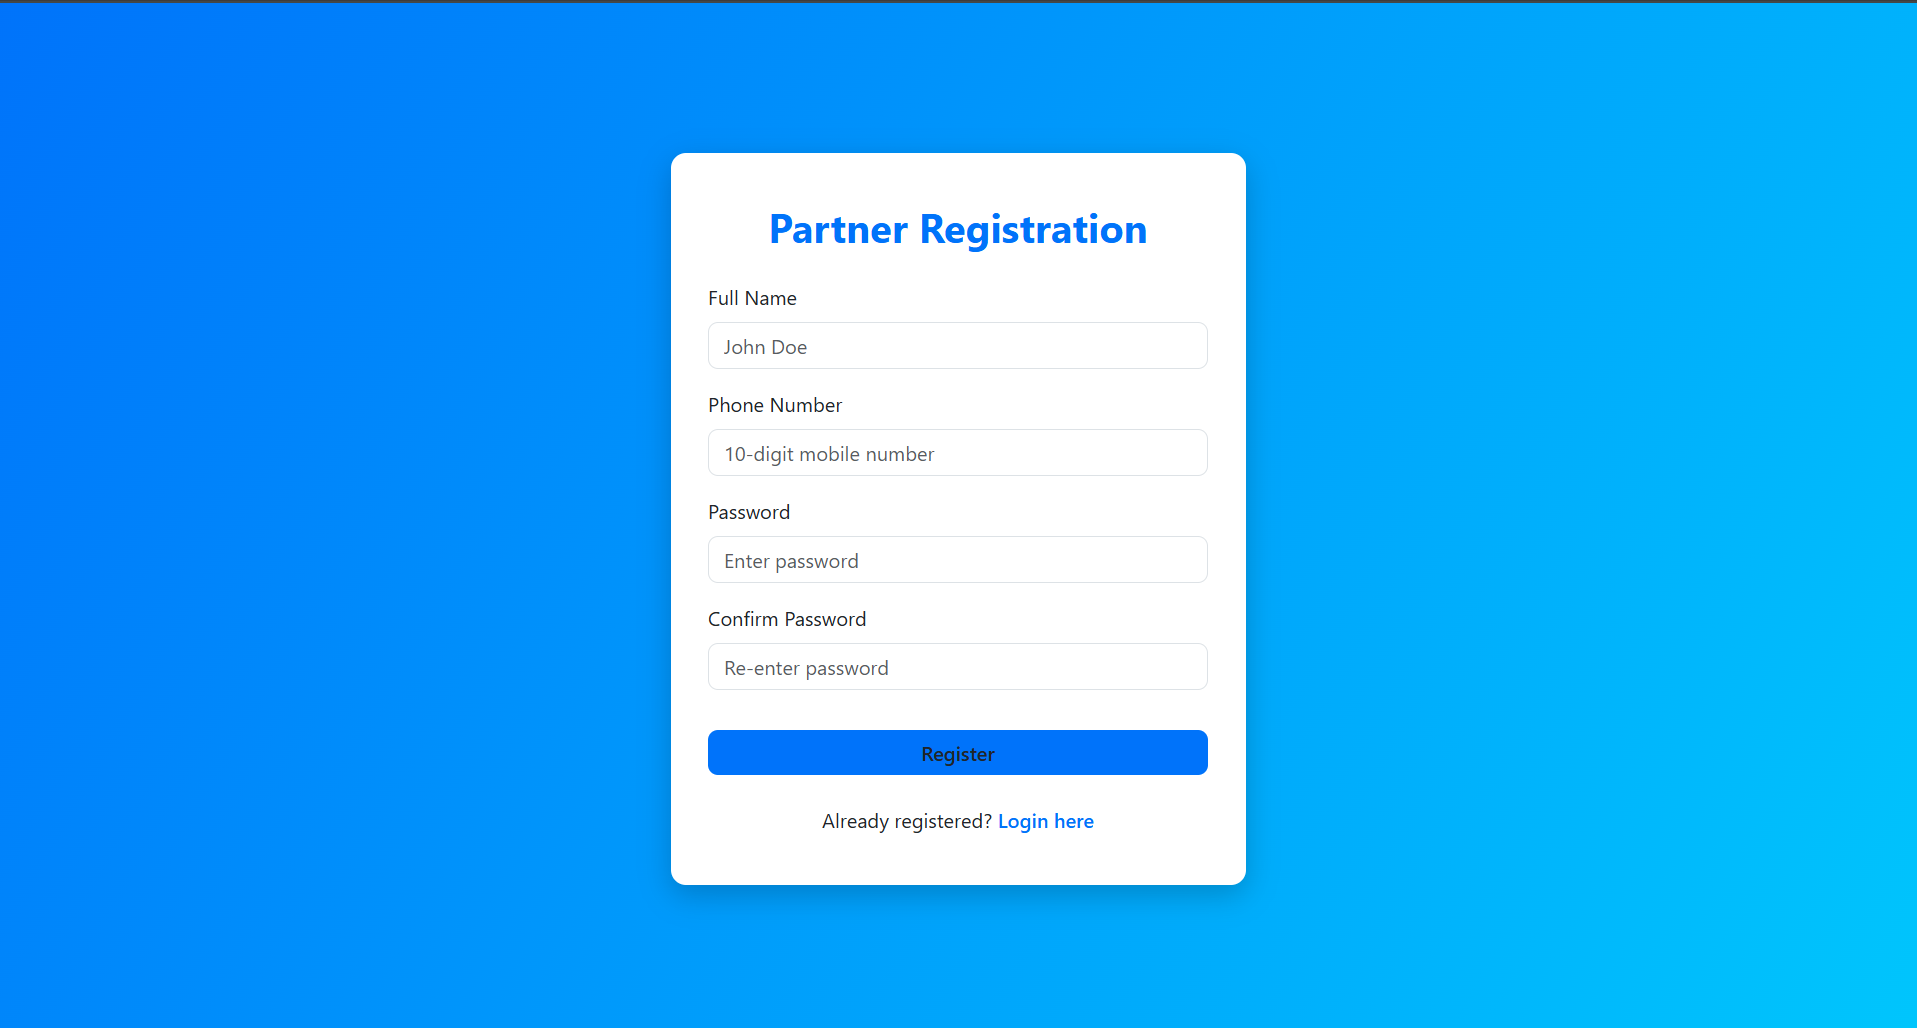 Partner Registration
Full Name
John Doe
Phone Number
10-digit mobile number
Password
Enter password
Confirm Password
Re-enter password
Register
Already registered? Login here